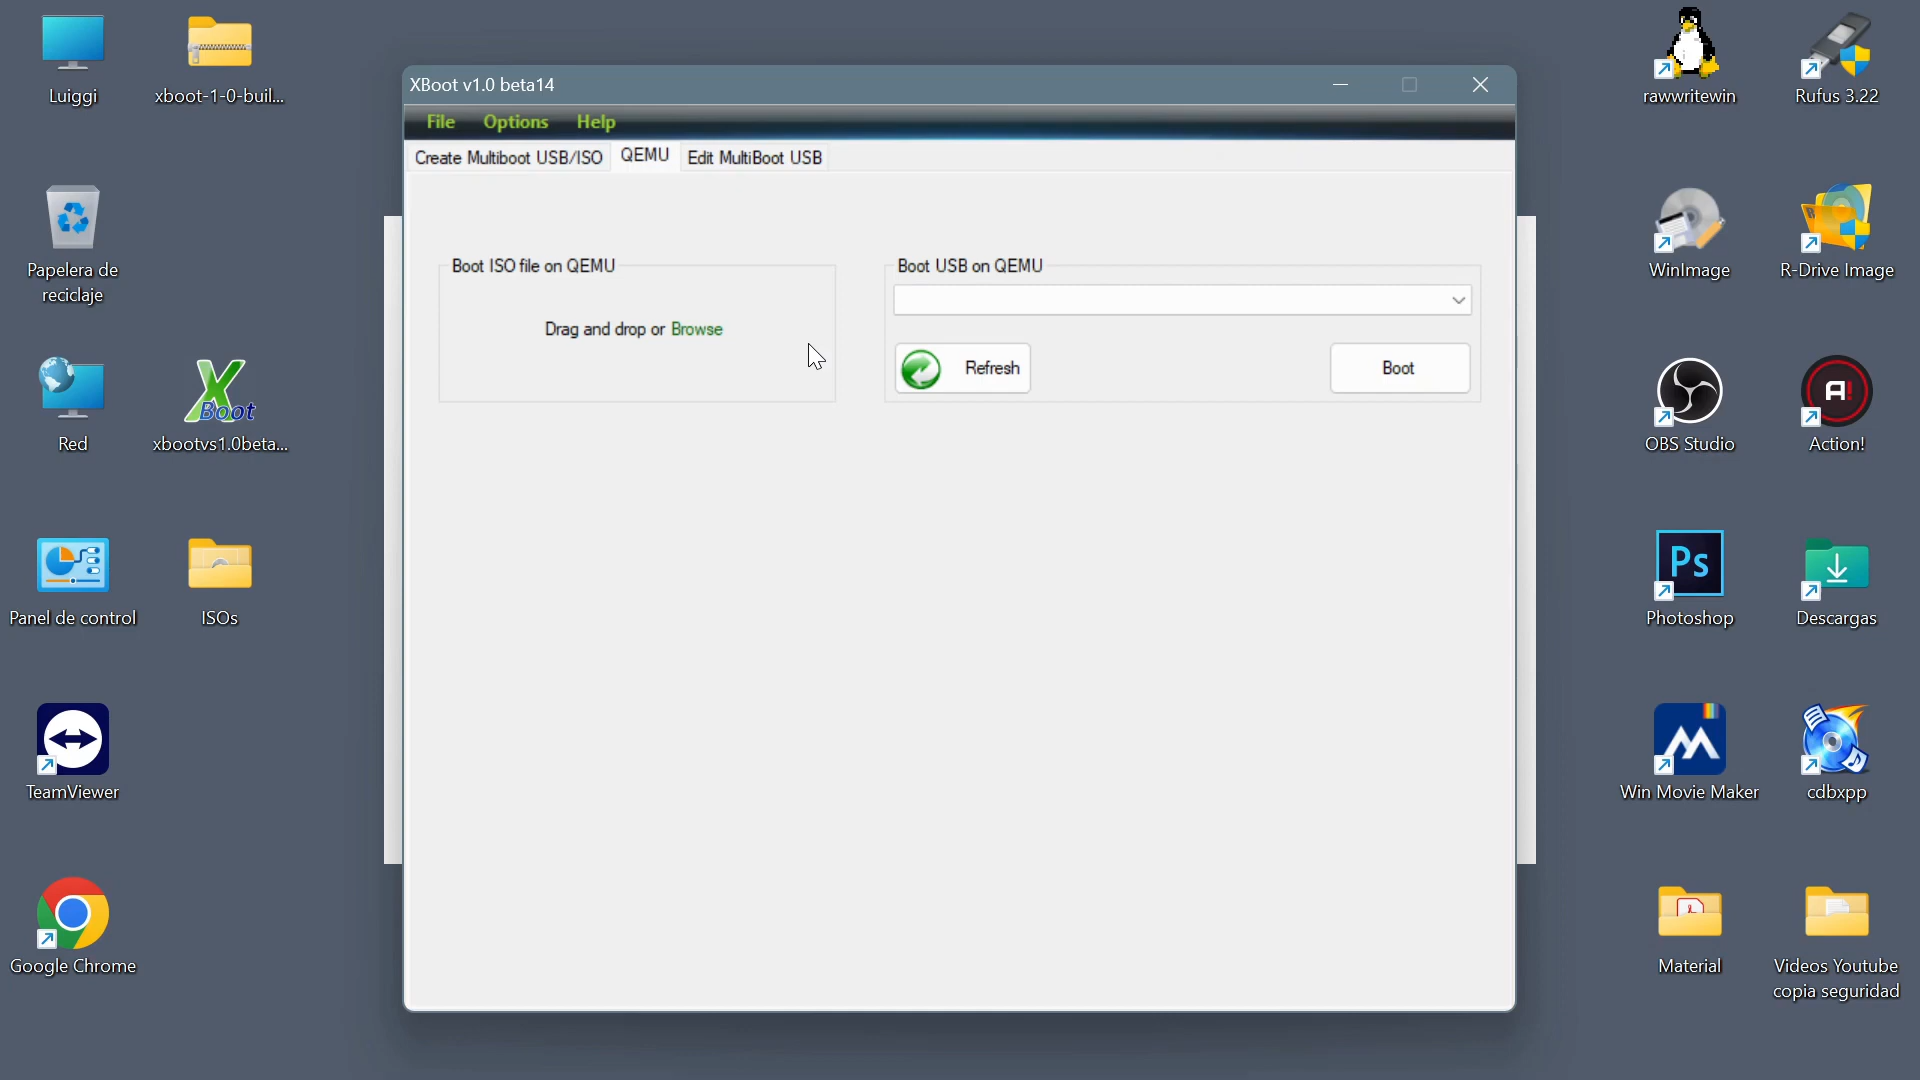 Luiggi
xboot-1-0-buil...
Papelera de
reciclaje
Red
xbootvs1.0beta...
X
Boot
Panel de control
ISOs
TeamViewer
Google Chrome
XBoot v1.0 beta14
File Options Help
Create Multiboot USB/ISO QEMU Edit MultiBoot USB
Boot ISO file on QEMU
Drag and drop or Browse
Boot USB on QEMU
Refresh
Boot
rawwritewin
Rufus 3.22
WinImage
R-Drive Image
OBS Studio
A!
Action!
Ps
Photoshop
Descargas
Win Movie Maker
cdbxpp
Material
Videos Youtube
copia seguridad